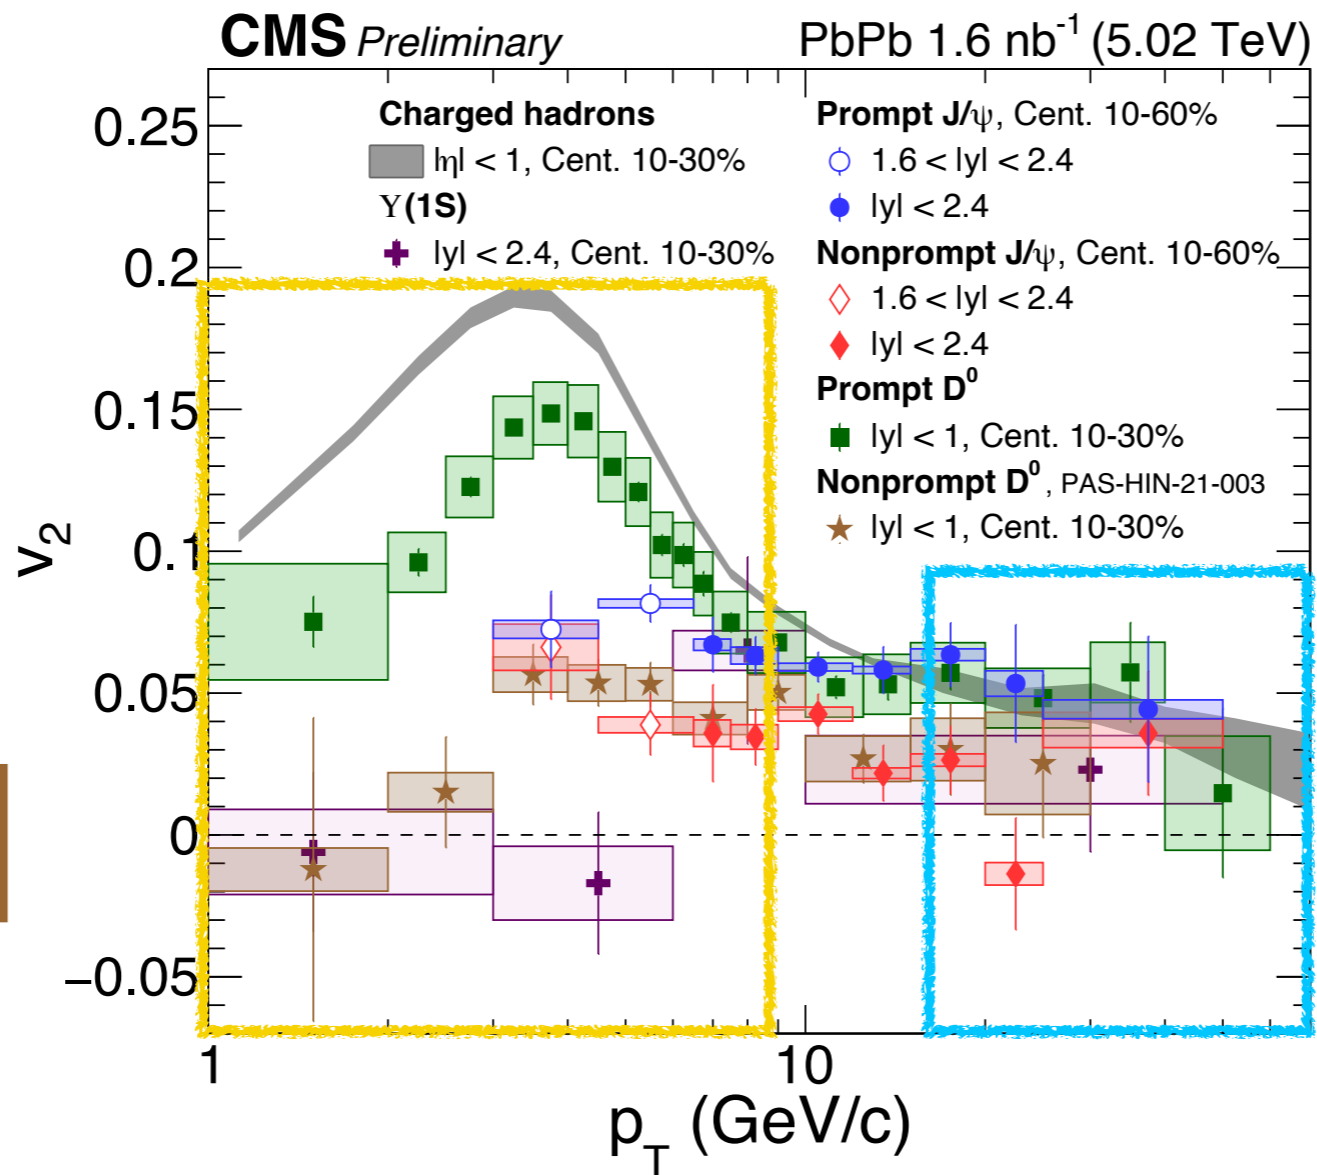 CMS Preliminary
PbPb 1.6 nb⁻¹ (5.02 TeV)
Charged hadrons
|η| < 1, Cent. 10-30%
Υ(1S)
|y| < 2.4, Cent. 10-30%
Prompt J/ψ, Cent. 10-60%
1.6 < |y| < 2.4
|y| < 2.4
Nonprompt J/ψ, Cent. 10-60%
1.6 < |y| < 2.4
|y| < 2.4
Prompt D⁰
|y| < 1, Cent. 10-30%
Nonprompt D⁰, PAS-HIN-21-003
|y| < 1, Cent. 10-30%
0.25
0.2
0.15
0.1
0.05
0
−0.05
v₂
1
10
p_T (GeV/c)